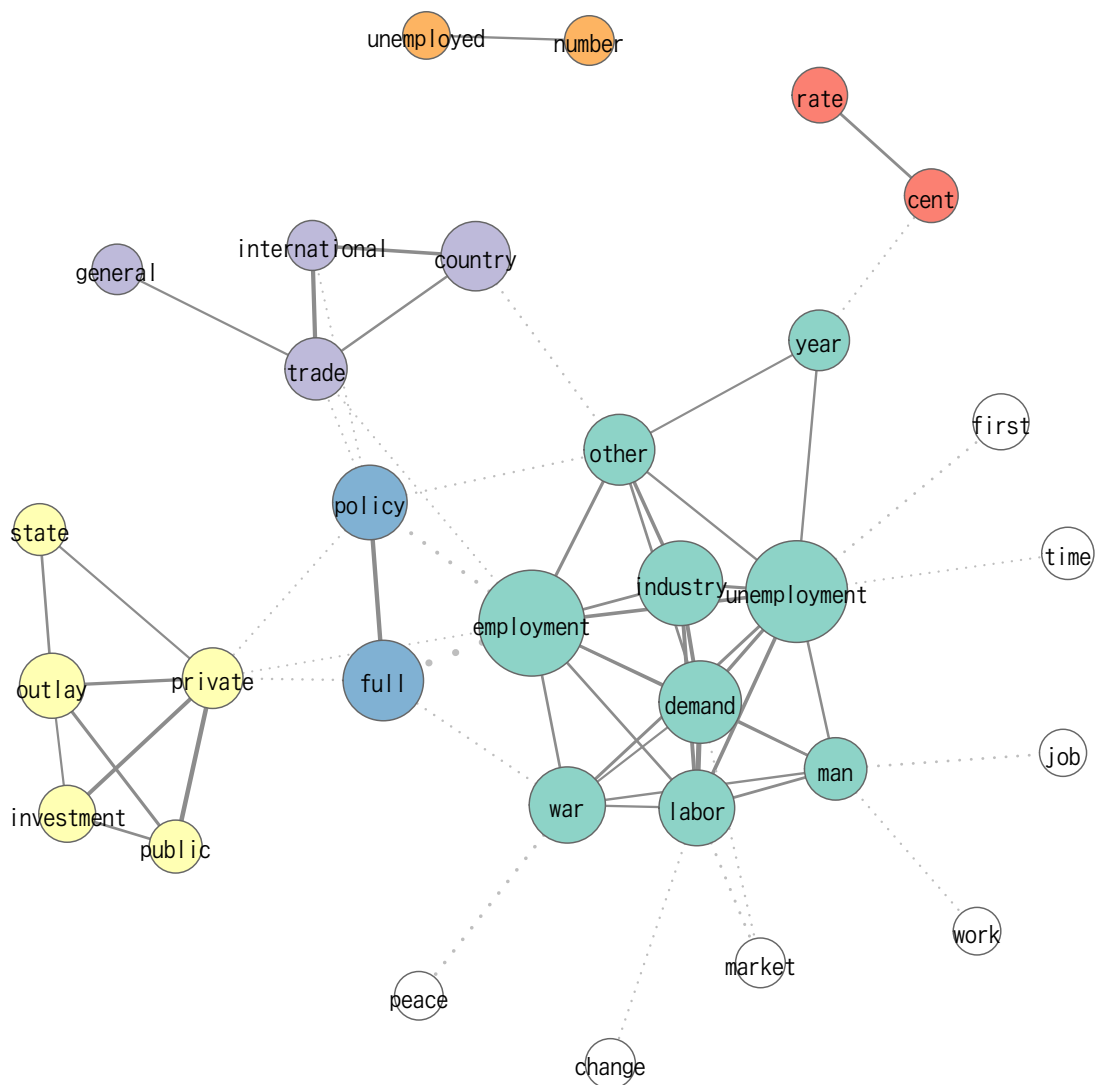 unemployed
number
rate
cent
international
country
general
year
trade
first
other
policy
state
time
industry
unemployment
employment
private
full
outlay
demand
job
man
war
labor
investment
public
work
market
peace
change